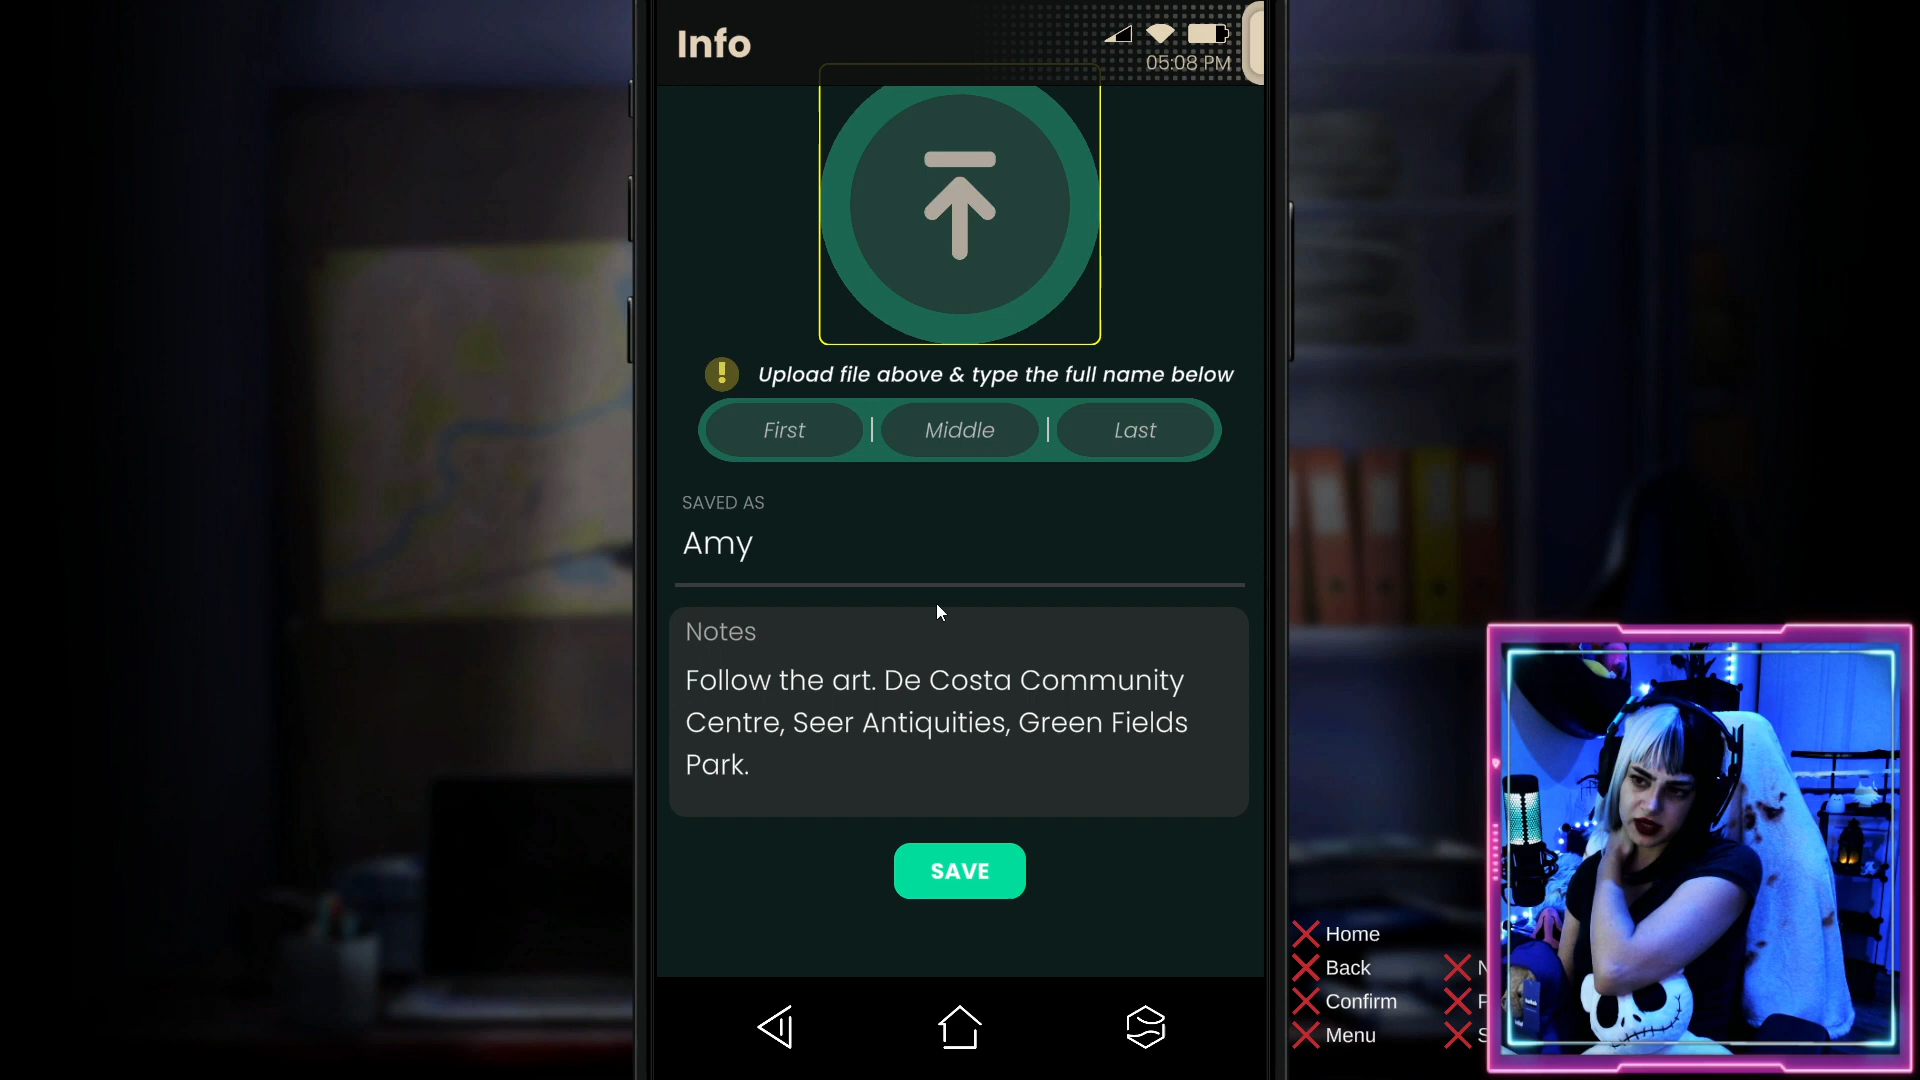 Info
05:08 PM
! Upload file above & type the full name below
First | Middle | Last
SAVED AS
Amy
Notes
Follow the art. De Costa Community
Centre, Seer Antiquities, Green Fields
Park.
SAVE
Home
Back
Confirm
Menu